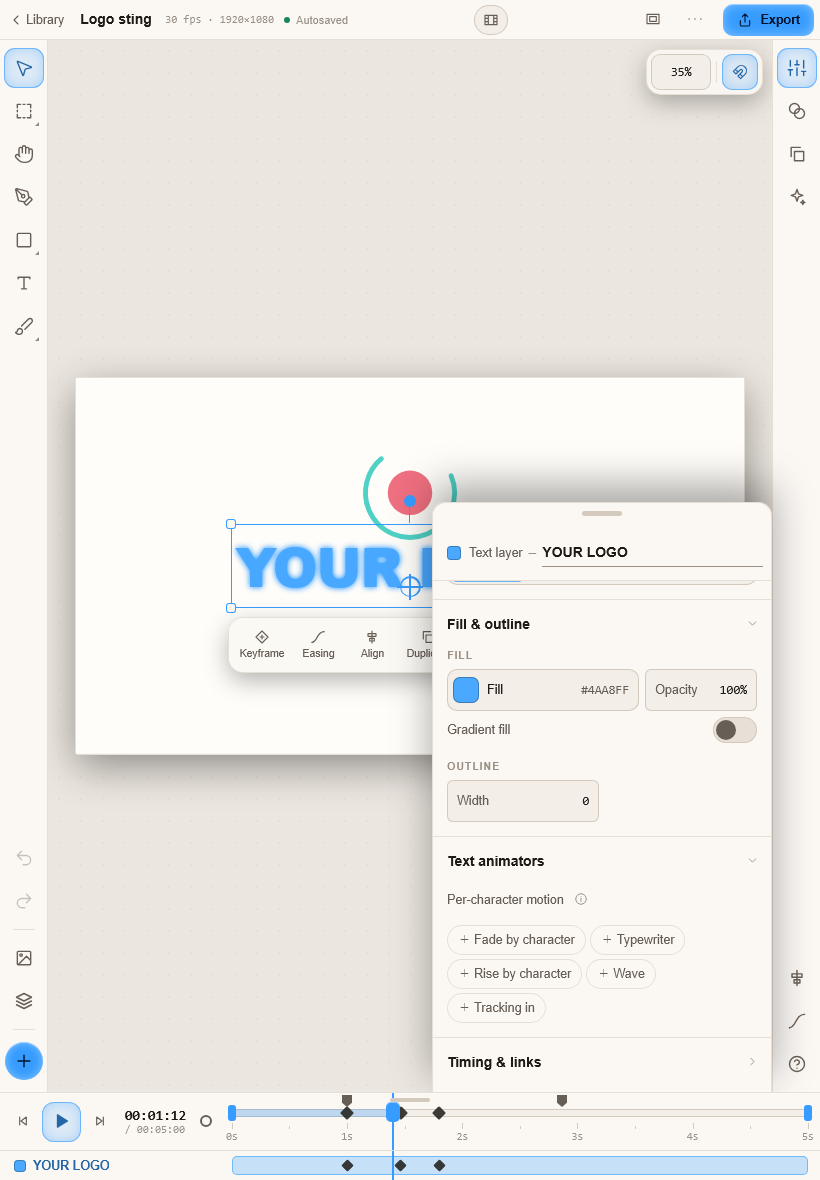 Library Logo sting 30 fps · 1920×1080 Autosaved Export
35%
YOUR
Keyframe Easing Align
Text layer – YOUR LOGO
Fill & outline
FILL
Fill #4AA8FF Opacity 100%
Gradient fill
OUTLINE
Width 0
Text animators
Per-character motion
+ Fade by character + Typewriter
+ Rise by character + Wave
+ Tracking in
Timing & links
00:01:12
/ 00:05:00
0s 1s 2s 3s 4s 5s
YOUR LOGO